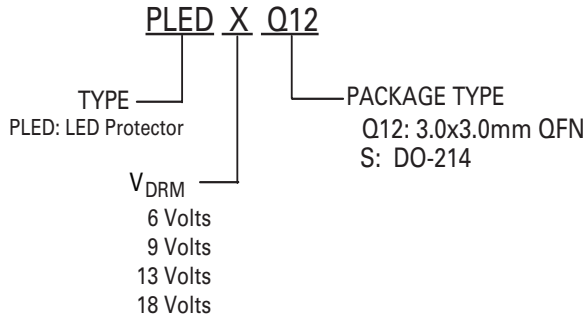 PLED X Q12
TYPE
PLED: LED Protector
PACKAGE TYPE
Q12: 3.0x3.0mm QFN
S: DO-214
VDRM
6 Volts
9 Volts
13 Volts
18 Volts